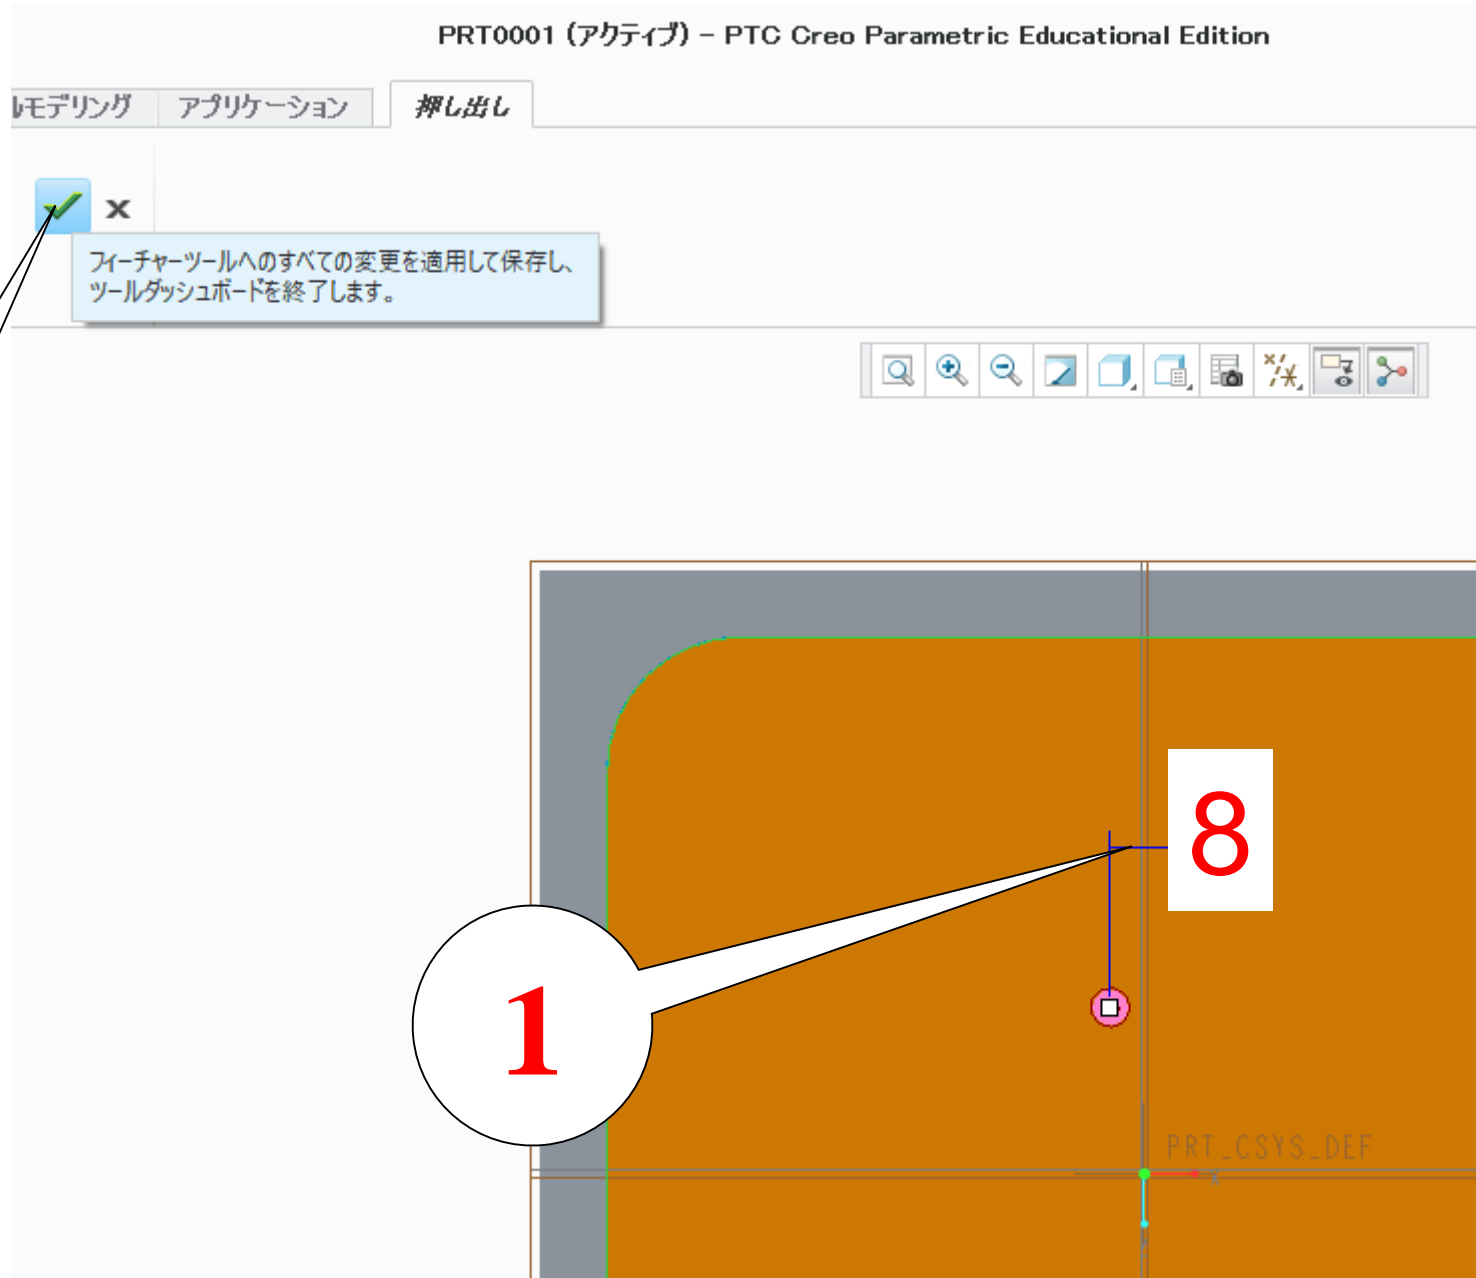 PRT0001 (アクティブ) - PTC Creo Parametric Educational Edition
ルモデリング アプリケーション 押し出し
フィーチャーツールへのすべての変更を適用して保存し、
ツールダッシュボードを終了します。
8
1
PRT_CSYS_DEF